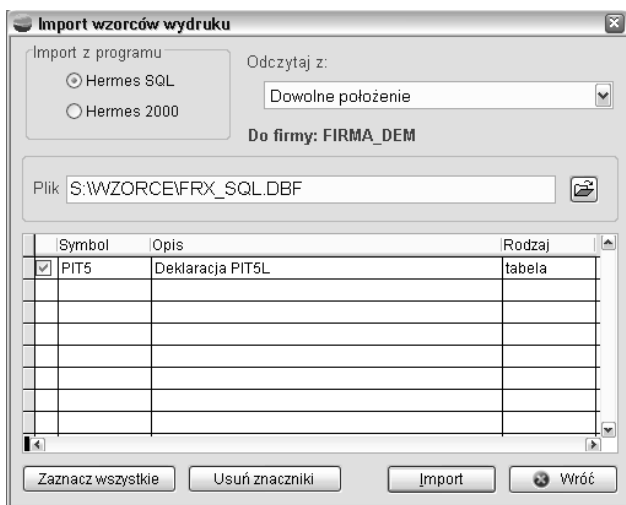 Import wzorców wydruku
Import z programu
Hermes SQL
Hermes 2000
Odczytaj z:
Dowolne położenie
Do firmy: FIRMA_DEM
Plik S:\WZORCE\FRX_SQL.DBF
Symbol Opis Rodzaj
PIT5 Deklaracja PIT5L tabela
Zaznacz wszystkie Usuń znaczniki Import Wróć